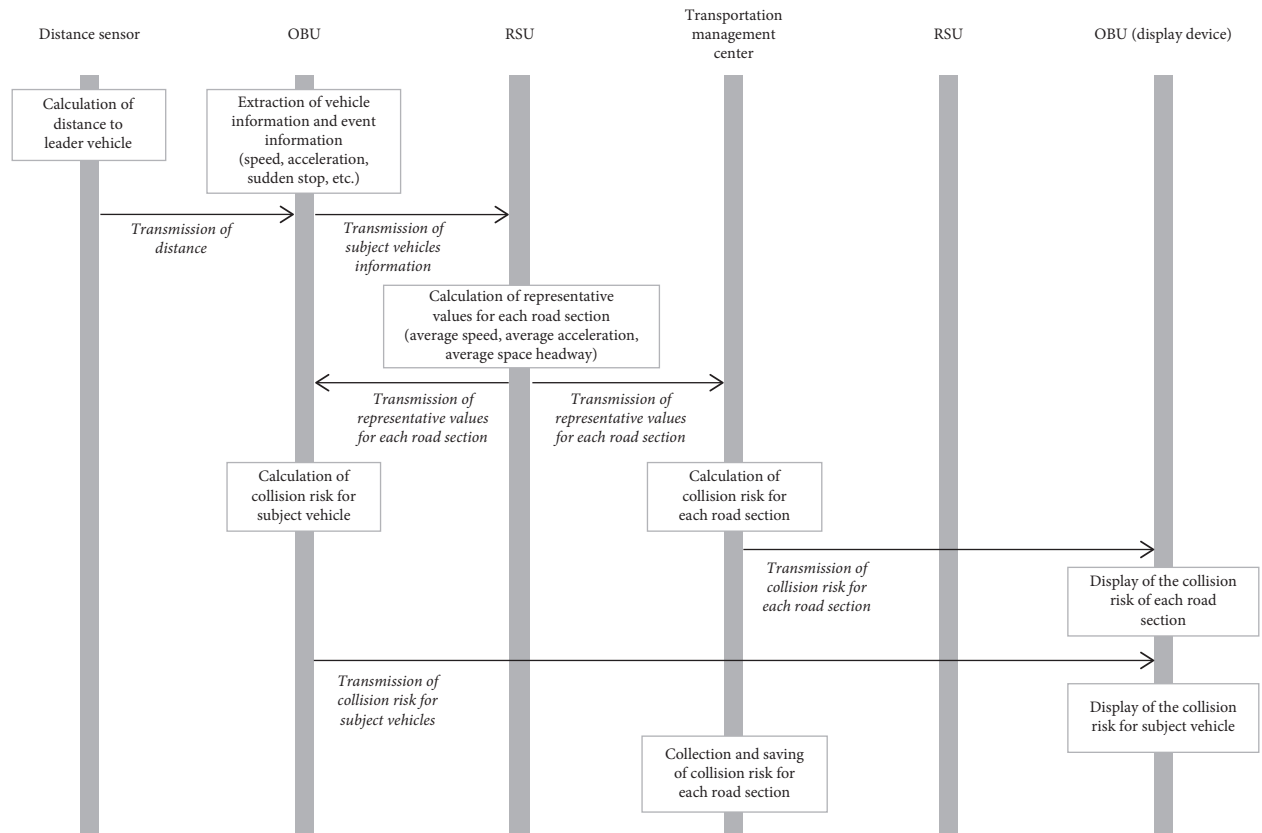 Distance sensor
OBU
RSU
Transportation
management
center
RSU
OBU (display device)
Calculation of
distance to
leader vehicle
Extraction of vehicle
information and event
information
(speed, acceleration,
sudden stop, etc.)
Transmission of
distance
Transmission of
subject vehicles
information
Calculation of representative
values for each road section
(average speed, average acceleration,
average space headway)
Transmission of
representative values
for each road section
Transmission of
representative values
for each road section
Calculation of
collision risk for
subject vehicle
Calculation of
collision risk for
each road section
Transmission of
collision risk for
each road section
Display of the collision
risk of each road
section
Transmission of
collision risk for
subject vehicles
Display of the collision
risk for subject vehicle
Collection and saving
of collision risk for
each road section